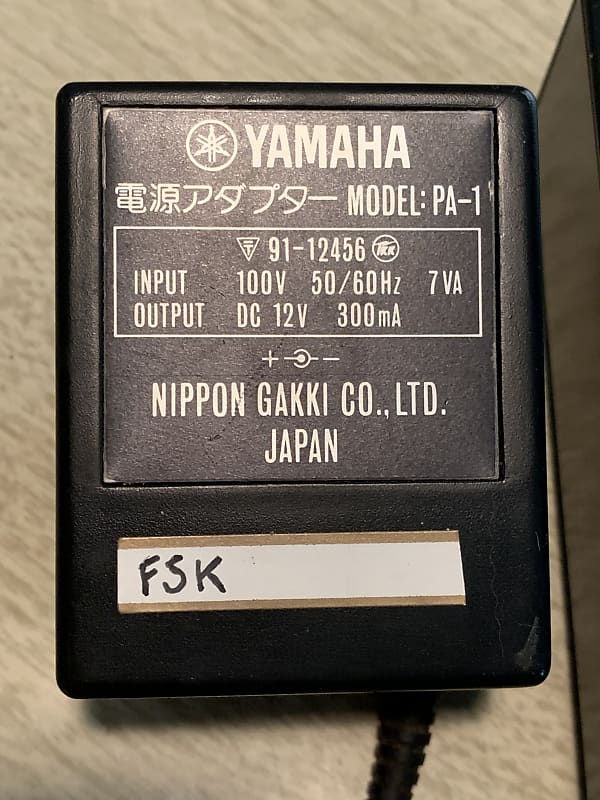 YAMAHA
電源アダプター MODEL: PA-1
91-12456
INPUT 100V 50/60Hz 7VA
OUTPUT DC 12V 300mA
+ -
NIPPON GAKKI CO., LTD.
JAPAN
FSK